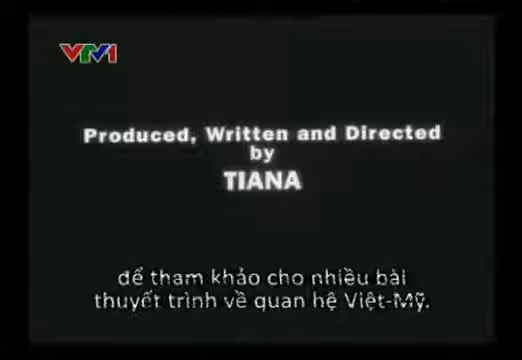 VTV1
Produced, Written and Directed
by
TIANA
để tham khảo cho nhiều bài
thuyết trình về quan hệ Việt-Mỹ.